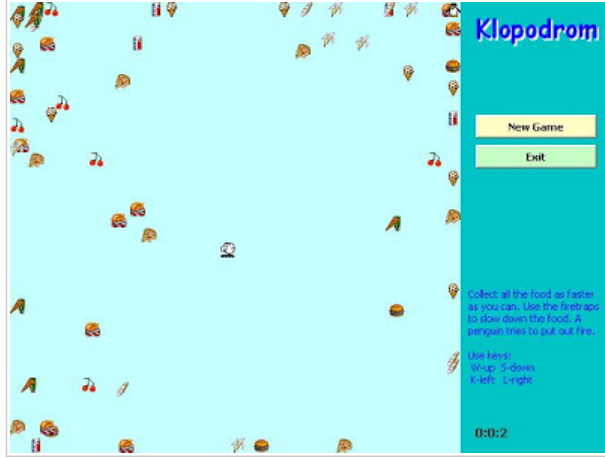 Klopodrom
New Game
Exit
Collect all the food as faster
as you can. Use the firetraps
to slow down the food. A
penguin tries to put out fire.
Use keys:
W-up S-down
K-left L-right
0:0:2